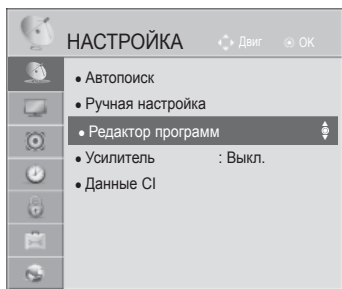 НАСТРОЙКА Двиг OK
• Автопоиск
• Ручная настройка
• Редактор программ
• Усилитель : Выкл.
• Данные CI